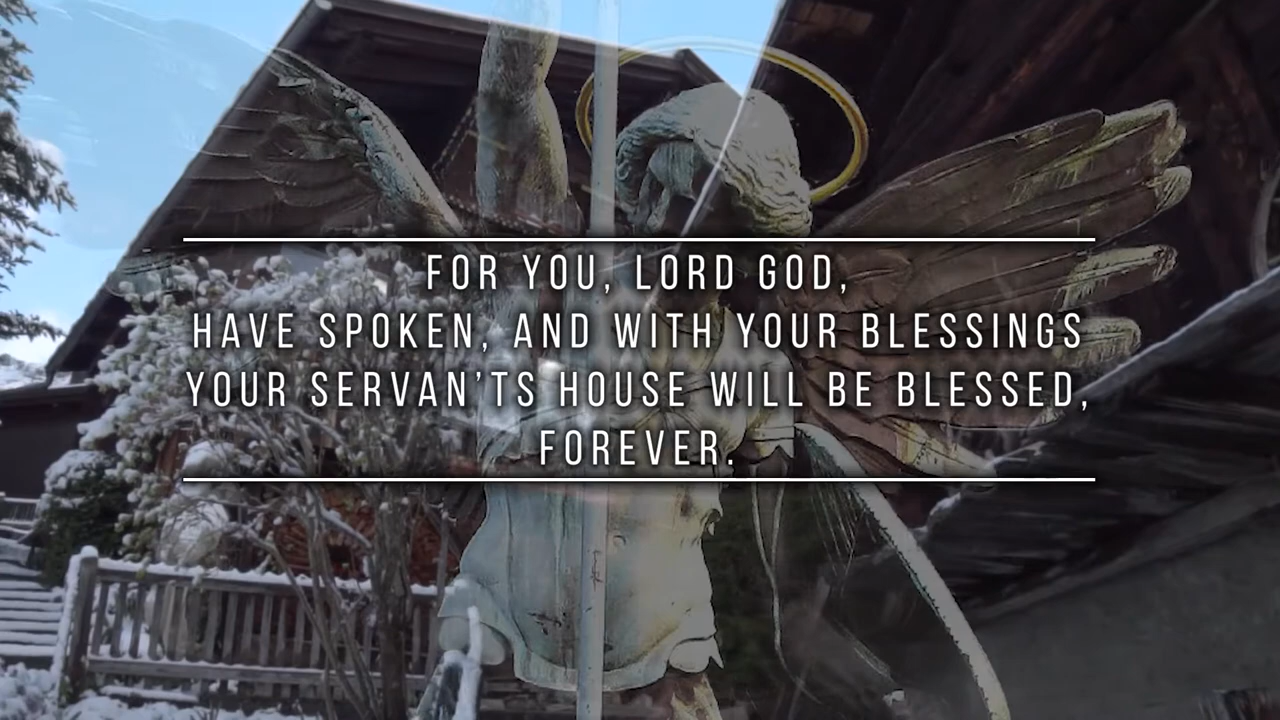 FOR YOU, LORD GOD,
HAVE SPOKEN, AND WITH YOUR BLESSINGS
YOUR SERVAN'TS HOUSE WILL BE BLESSED,
FOREVER.